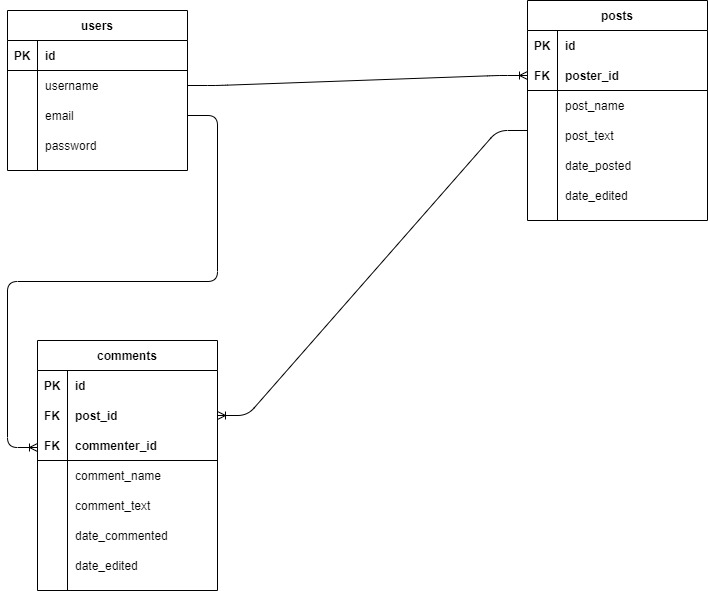 users
PK id
username
email
password
posts
PK id
FK poster_id
post_name
post_text
date_posted
date_edited
comments
PK id
FK post_id
FK commenter_id
comment_name
comment_text
date_commented
date_edited